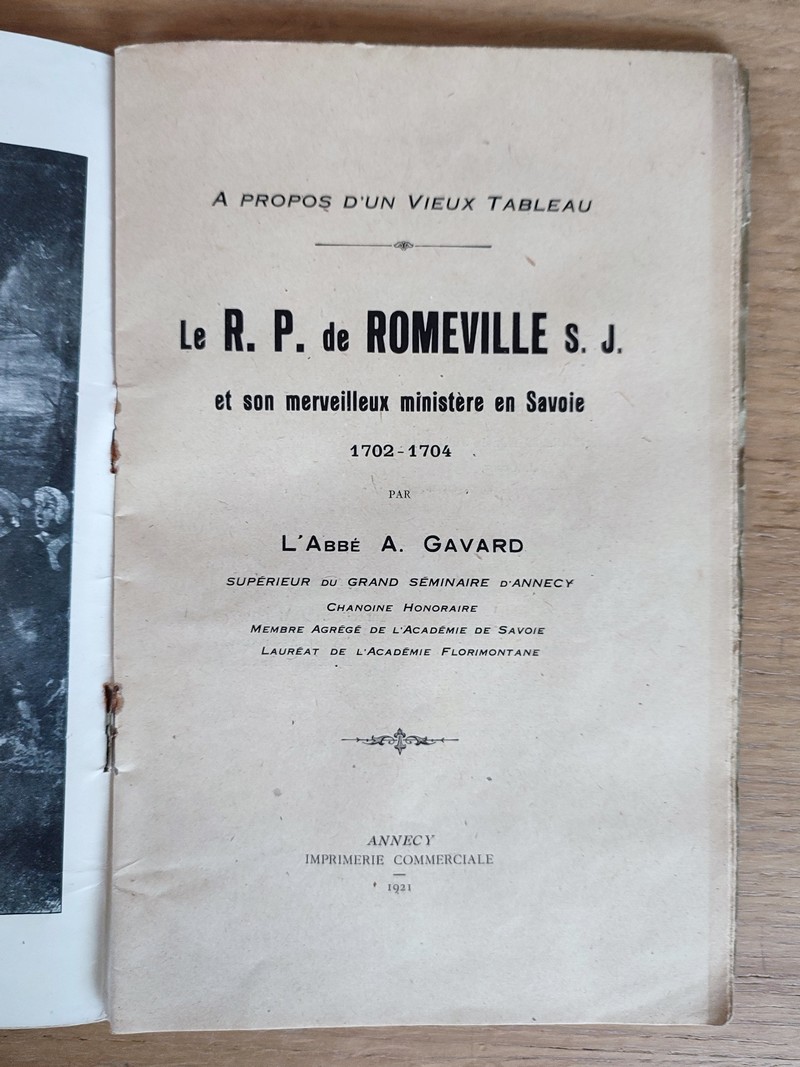 A PROPOS D'UN VIEUX TABLEAU
Le R. P. de ROMEVILLE S. J.
et son merveilleux ministère en Savoie
1702-1704
PAR
L'ABBÉ A. GAVARD
SUPÉRIEUR DU GRAND SÉMINAIRE D'ANNECY
CHANOINE HONORAIRE
MEMBRE AGRÉGÉ DE L'ACADÉMIE DE SAVOIE
LAURÉAT DE L'ACADÉMIE FLORIMONTANE
ANNECY
IMPRIMERIE COMMERCIALE
1921